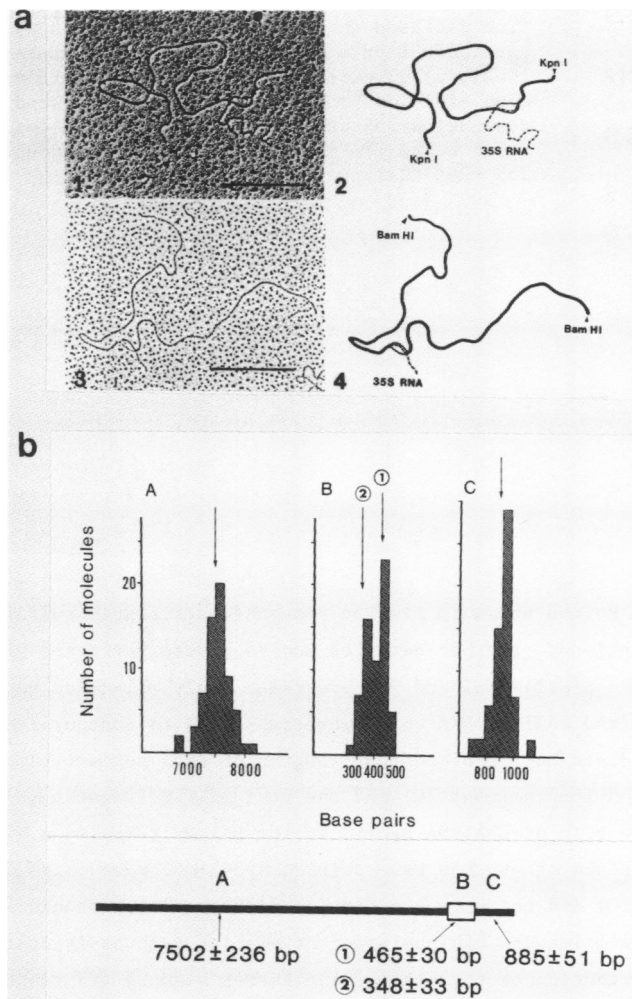 a
1
2
Kpn I
Kpn I
35S RNA
3
4
Bam HI
Bam HI
35S RNA
b
A
B
C
②
①
Number of molecules
20
10
7000
8000
300
400
500
800
1000
Base pairs
A
B
C
7502±236 bp
① 465±30 bp
885±51 bp
② 348±33 bp